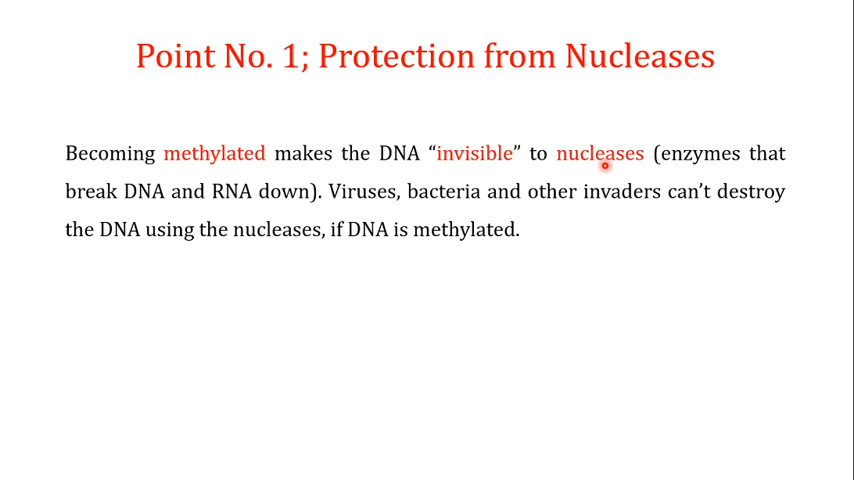 Point No. 1; Protection from Nucleases
Becoming methylated makes the DNA “invisible” to nucleases (enzymes that
break DNA and RNA down). Viruses, bacteria and other invaders can’t destroy
the DNA using the nucleases, if DNA is methylated.